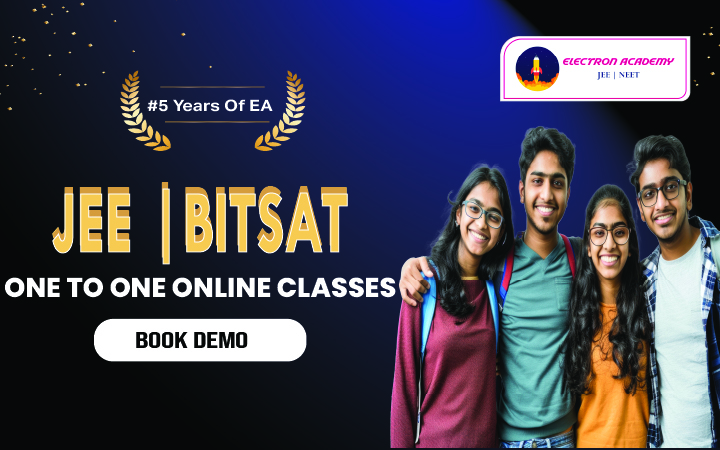 ELECTRON ACADEMY
JEE | NEET
#5 Years Of EA
JEE | BITSAT
ONE TO ONE ONLINE CLASSES
BOOK DEMO